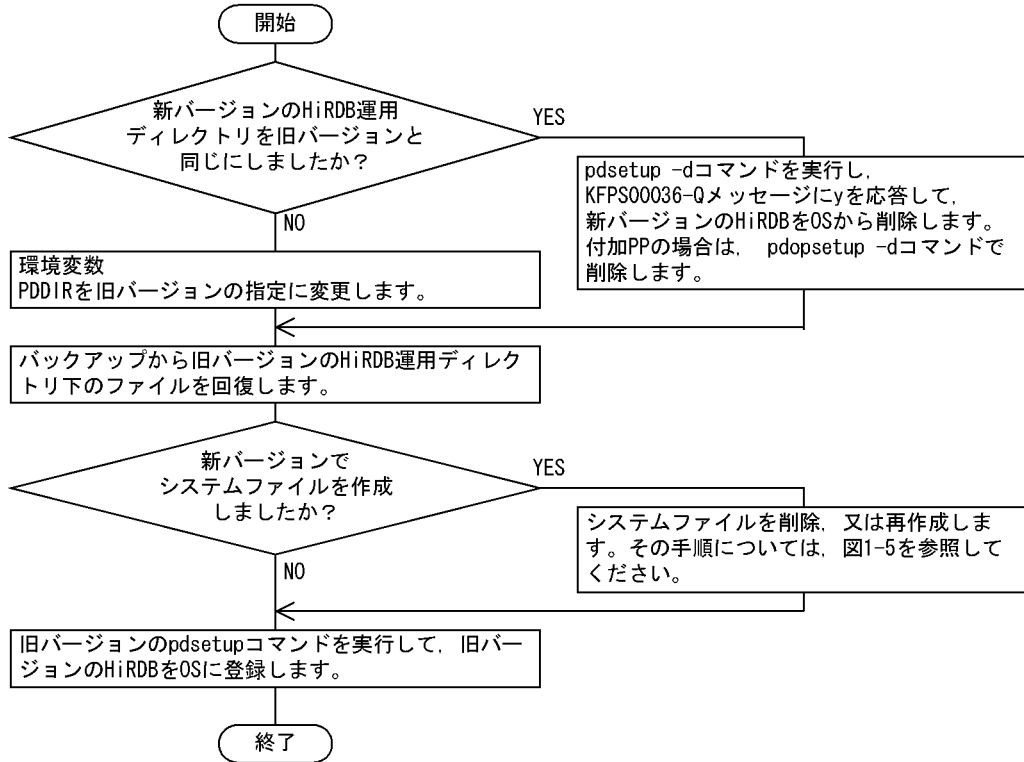 開始
新バージョンのHiRDB運用
ディレクトリを旧バージョンと
同じにしましたか？
YES
pdsetup -dコマンドを実行し，
KFPS00036-Qメッセージにyを応答して，
新バージョンのHiRDBをOSから削除します。
付加PPの場合は， pdopsetup -dコマンドで
削除します。
NO
環境変数
PDDIRを旧バージョンの指定に変更します。
バックアップから旧バージョンのHiRDB運用ディレク
トリ下のファイルを回復します。
新バージョンで
システムファイルを作成
しましたか？
YES
システムファイルを削除，又は再作成しま
す。その手順については，図1-5を参照して
ください。
NO
旧バージョンのpdsetupコマンドを実行して，旧バー
ジョンのHiRDBをOSに登録します。
終了